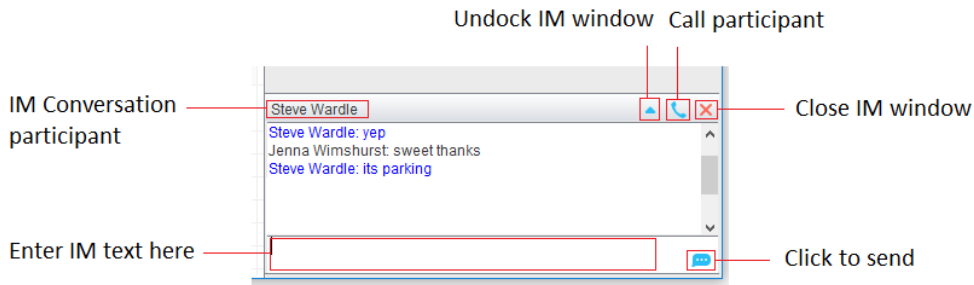 Undock IM window
Call participant
IM Conversation
participant
Steve Wardle
Close IM window
Steve Wardle: yep
Jenna Wimshurst: sweet thanks
Steve Wardle: its parking
Enter IM text here
Click to send